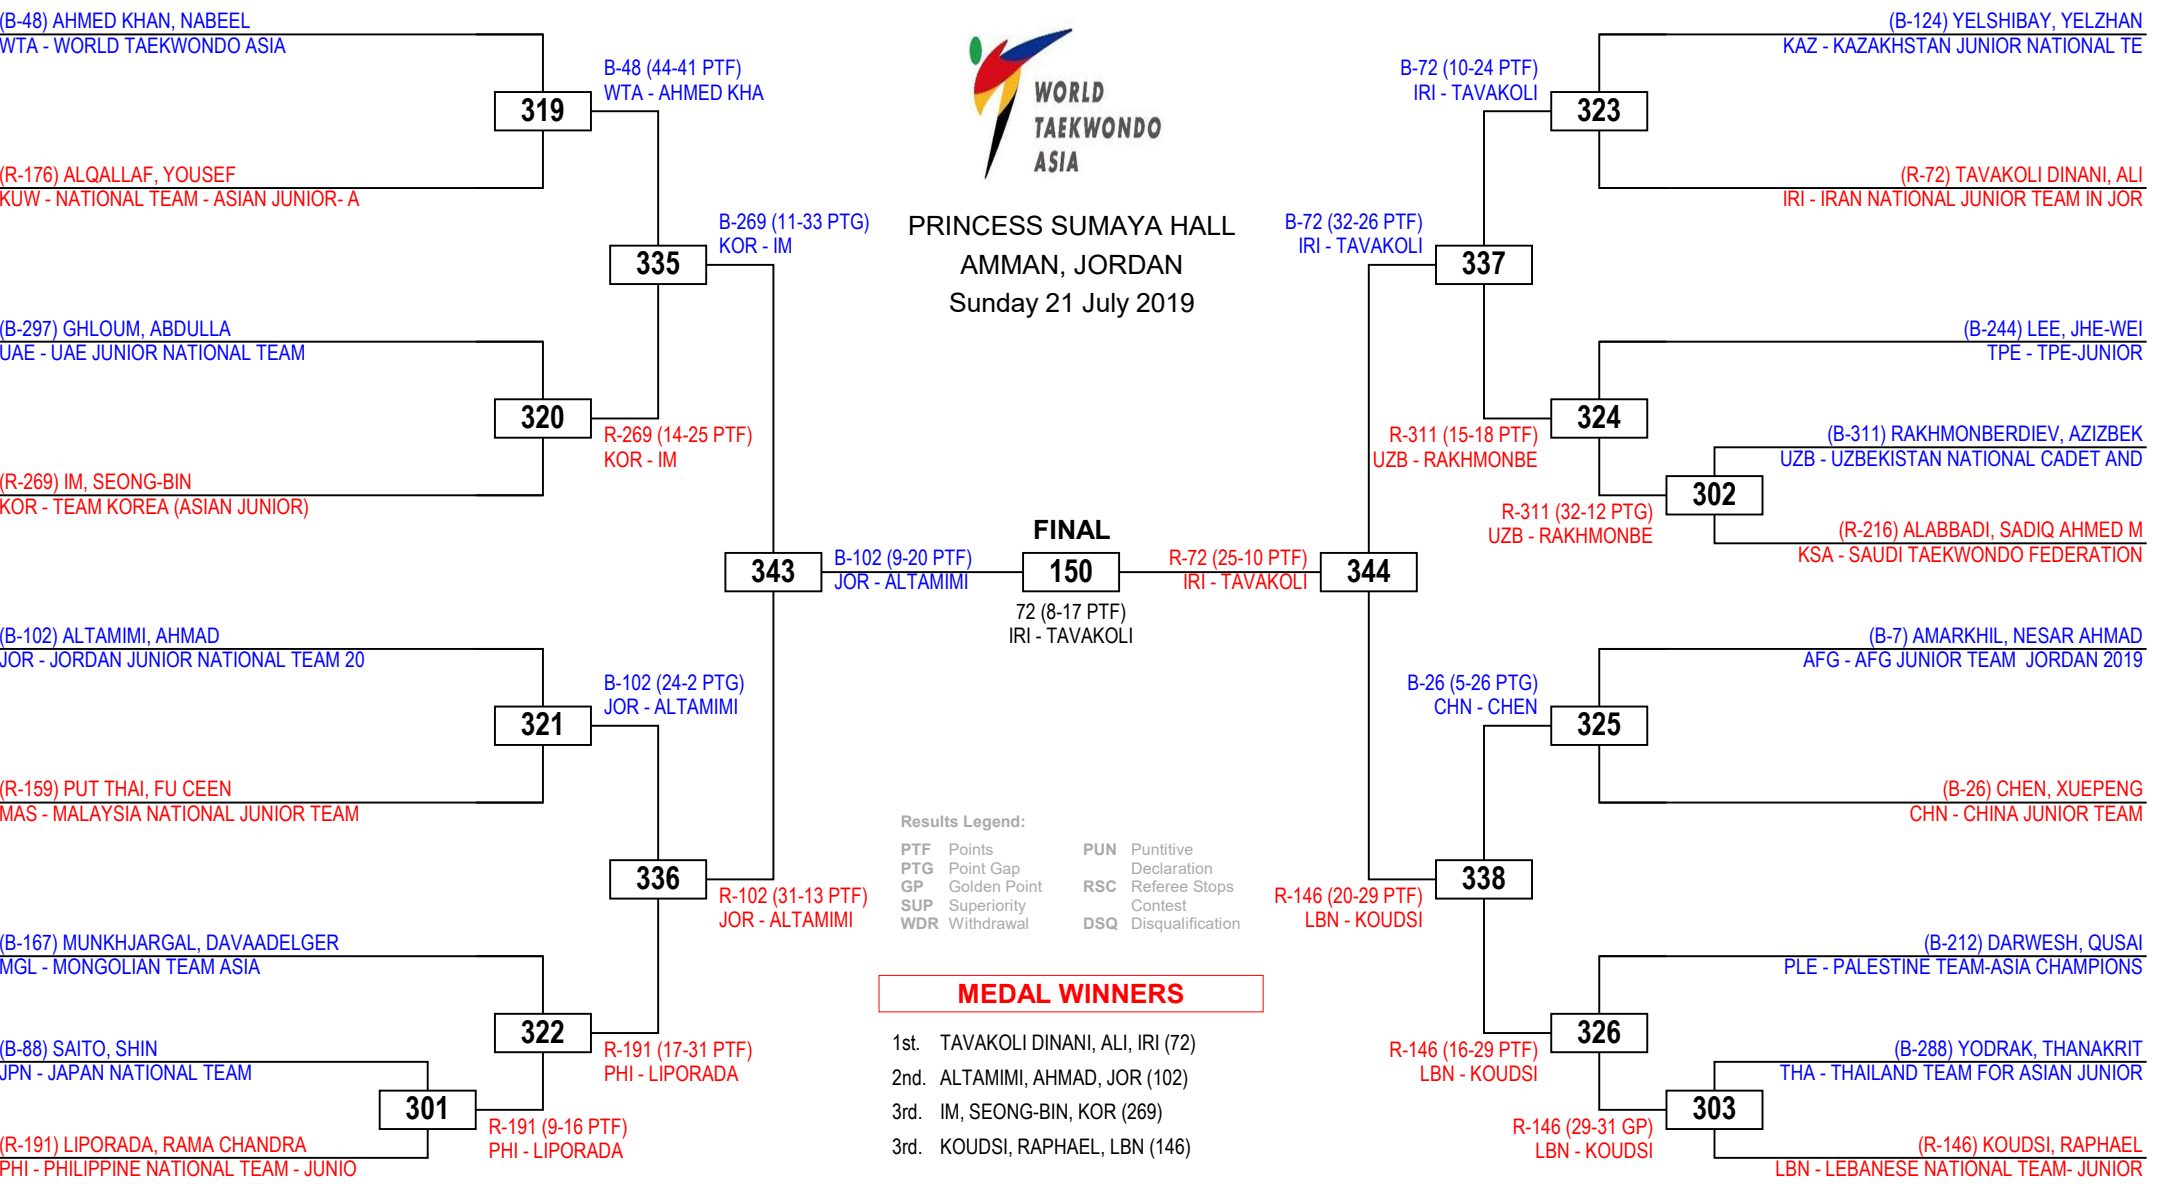 (B-48) AHMED KHAN, NABEEL
WTA - WORLD TAEKWONDO ASIA
319
B-48 (44-41 PTF)
WTA - AHMED KHA
(R-176) ALQALLAF, YOUSEF
KUW - NATIONAL TEAM - ASIAN JUNIOR- A
335
B-269 (11-33 PTG)
KOR - IM
(B-297) GHLOUM, ABDULLA
UAE - UAE JUNIOR NATIONAL TEAM
320
R-269 (14-25 PTF)
KOR - IM
(R-269) IM, SEONG-BIN
KOR - TEAM KOREA (ASIAN JUNIOR)
343
B-102 (9-20 PTF)
JOR - ALTAMIMI
(B-102) ALTAMIMI, AHMAD
JOR - JORDAN JUNIOR NATIONAL TEAM 20
321
B-102 (24-2 PTG)
JOR - ALTAMIMI
(R-159) PUT THAI, FU CEEN
MAS - MALAYSIA NATIONAL JUNIOR TEAM
336
R-102 (31-13 PTF)
JOR - ALTAMIMI
(B-167) MUNKHJARGAL, DAVAADELGER
MGL - MONGOLIAN TEAM ASIA
322
R-191 (17-31 PTF)
PHI - LIPORADA
(B-88) SAITO, SHIN
JPN - JAPAN NATIONAL TEAM
301
R-191 (9-16 PTF)
PHI - LIPORADA
(R-191) LIPORADA, RAMA CHANDRA
PHI - PHILIPPINE NATIONAL TEAM - JUNIO
WORLD
TAEKWONDO
ASIA
PRINCESS SUMAYA HALL
AMMAN, JORDAN
Sunday 21 July 2019
FINAL
150
72 (8-17 PTF)
IRI - TAVAKOLI
Results Legend:
PTF Points
PTG Point Gap
GP Golden Point
SUP Superiority
WDR Withdrawal
PUN Puntitive
Declaration
RSC Referee Stops
Contest
DSQ Disqualification
MEDAL WINNERS
1st. TAVAKOLI DINANI, ALI, IRI (72)
2nd. ALTAMIMI, AHMAD, JOR (102)
3rd. IM, SEONG-BIN, KOR (269)
3rd. KOUDSI, RAPHAEL, LBN (146)
(B-124) YELSHIBAY, YELZHAN
KAZ - KAZAKHSTAN JUNIOR NATIONAL TE
B-72 (10-24 PTF)
IRI - TAVAKOLI
323
(R-72) TAVAKOLI DINANI, ALI
IRI - IRAN NATIONAL JUNIOR TEAM IN JOR
B-72 (32-26 PTF)
IRI - TAVAKOLI
337
(B-244) LEE, JHE-WEI
TPE - TPE-JUNIOR
324
R-311 (15-18 PTF)
UZB - RAKHMONBE
(B-311) RAKHMONBERDIEV, AZIZBEK
UZB - UZBEKISTAN NATIONAL CADET AND
302
R-311 (32-12 PTG)
UZB - RAKHMONBE
(R-216) ALABBADI, SADIQ AHMED M
KSA - SAUDI TAEKWONDO FEDERATION
R-72 (25-10 PTF)
IRI - TAVAKOLI
344
(B-7) AMARKHIL, NESAR AHMAD
AFG - AFG JUNIOR TEAM JORDAN 2019
B-26 (5-26 PTG)
CHN - CHEN
325
(B-26) CHEN, XUEPENG
CHN - CHINA JUNIOR TEAM
338
R-146 (20-29 PTF)
LBN - KOUDSI
(B-212) DARWESH, QUSAI
PLE - PALESTINE TEAM-ASIA CHAMPIONS
326
R-146 (16-29 PTF)
LBN - KOUDSI
(B-288) YODRAK, THANAKRIT
THA - THAILAND TEAM FOR ASIAN JUNIOR
303
R-146 (29-31 GP)
LBN - KOUDSI
(R-146) KOUDSI, RAPHAEL
LBN - LEBANESE NATIONAL TEAM- JUNIOR